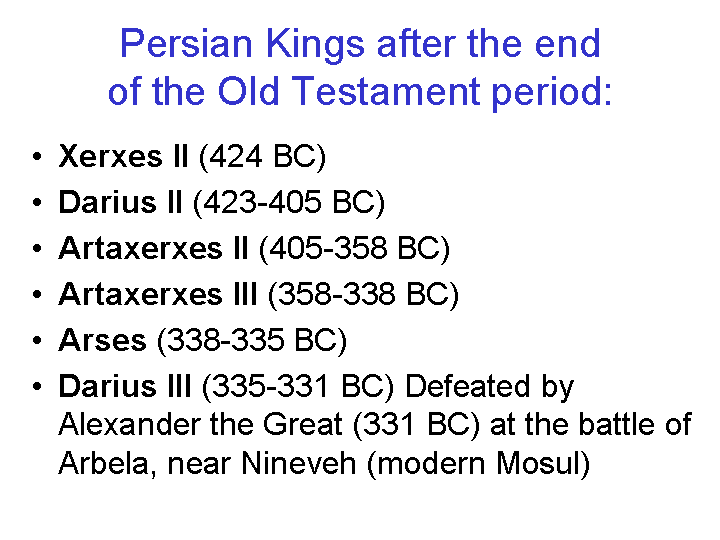 Persian Kings after the end
of the Old Testament period:
• Xerxes II (424 BC)
• Darius II (423-405 BC)
• Artaxerxes II (405-358 BC)
• Artaxerxes III (358-338 BC)
• Arses (338-335 BC)
• Darius III (335-331 BC) Defeated by
Alexander the Great (331 BC) at the battle of
Arbela, near Nineveh (modern Mosul)